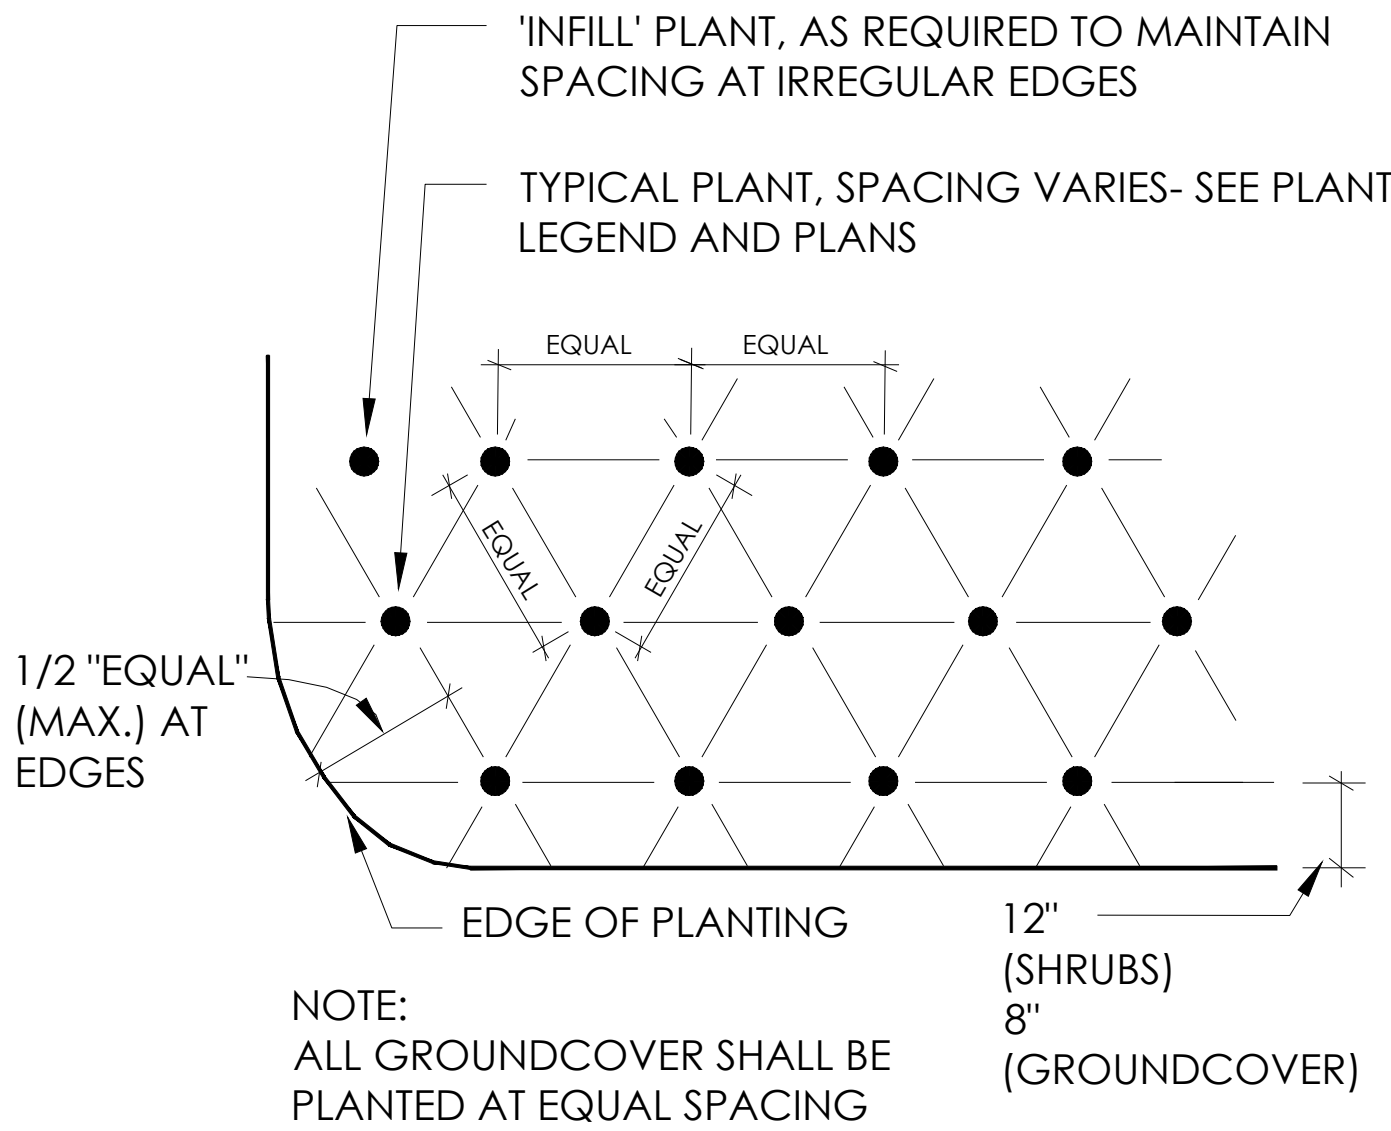 'INFILL' PLANT, AS REQUIRED TO MAINTAIN
SPACING AT IRREGULAR EDGES
TYPICAL PLANT, SPACING VARIES- SEE PLANT
LEGEND AND PLANS
EQUAL
EQUAL
EQUAL
EQUAL
1/2 "EQUAL"
(MAX.) AT
EDGES
EDGE OF PLANTING
12"
(SHRUBS)
8"
(GROUNDCOVER)
NOTE:
ALL GROUNDCOVER SHALL BE
PLANTED AT EQUAL SPACING